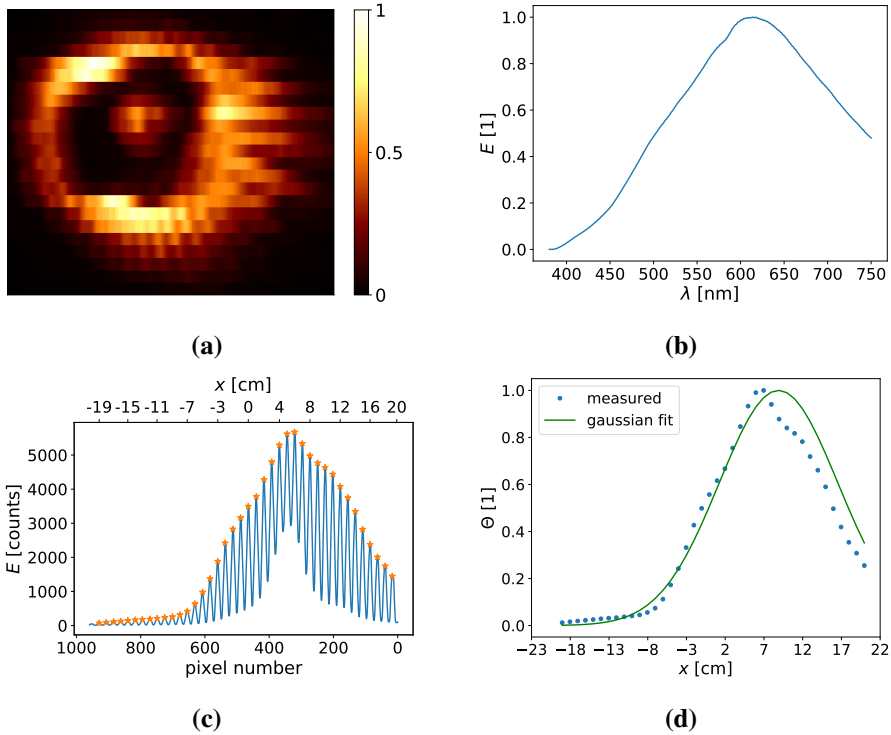 1
0.5
0
(a)
1.0
0.8
0.6
0.4
0.2
0.0
E [1]
400 450 500 550 600 650 700 750
λ [nm]
(b)
x [cm]
-19 -15 -11 -7 -3 0 4 8 12 16 20
5000
4000
3000
2000
1000
0
E [counts]
1000 800 600 400 200 0
pixel number
(c)
measured
gaussian fit
1.0
0.8
0.6
0.4
0.2
0.0
Θ [1]
−23 −18 −13 −8 −3 2 7 12 17 22
x [cm]
(d)